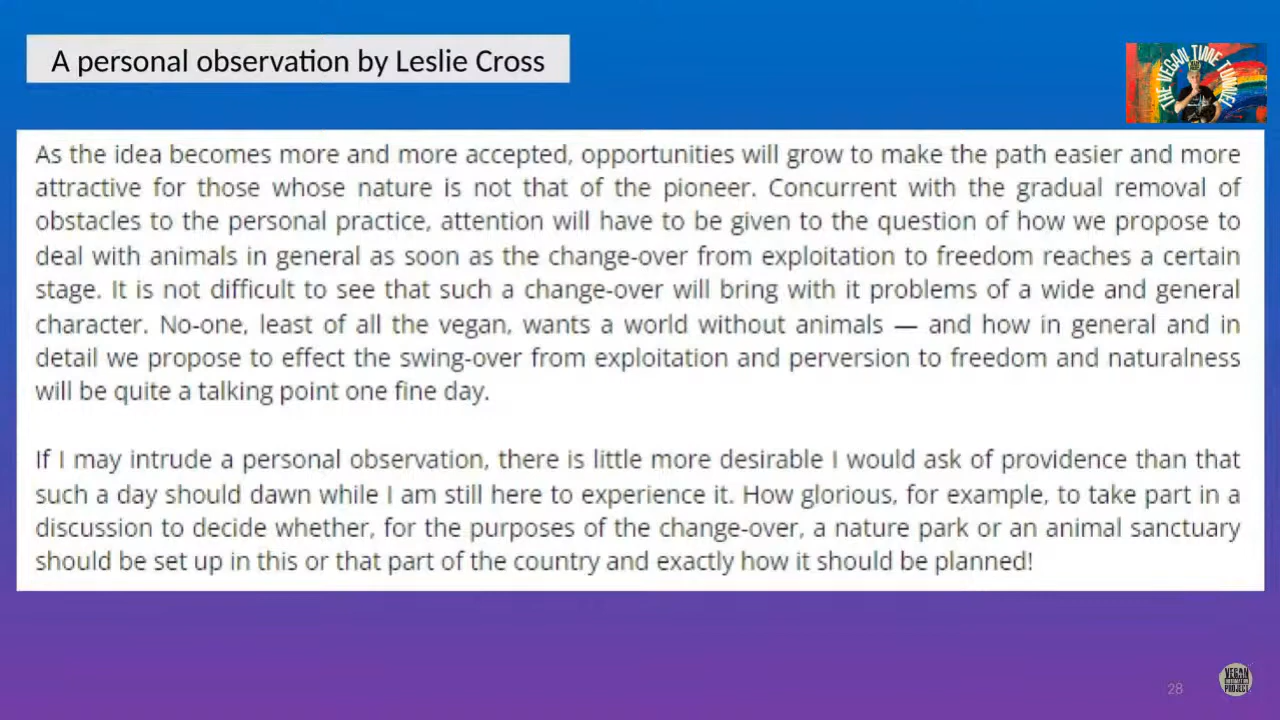 A personal observation by Leslie Cross
THE VEGAN TIME TUNNEL
As the idea becomes more and more accepted, opportunities will grow to make the path easier and more
attractive for those whose nature is not that of the pioneer. Concurrent with the gradual removal of
obstacles to the personal practice, attention will have to be given to the question of how we propose to
deal with animals in general as soon as the change-over from exploitation to freedom reaches a certain
stage. It is not difficult to see that such a change-over will bring with it problems of a wide and general
character. No-one, least of all the vegan, wants a world without animals — and how in general and in
detail we propose to effect the swing-over from exploitation and perversion to freedom and naturalness
will be quite a talking point one fine day.
If I may intrude a personal observation, there is little more desirable I would ask of providence than that
such a day should dawn while I am still here to experience it. How glorious, for example, to take part in a
discussion to decide whether, for the purposes of the change-over, a nature park or an animal sanctuary
should be set up in this or that part of the country and exactly how it should be planned!
28
VEGAN
PROJECT